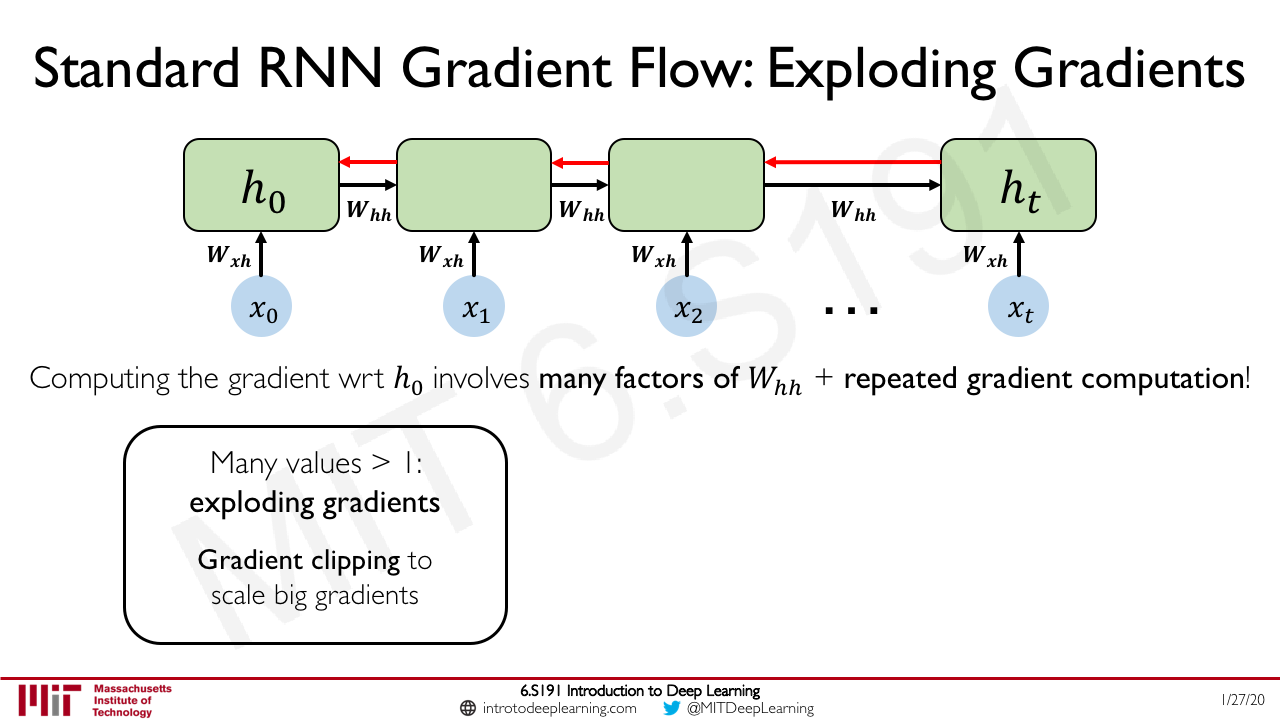 Standard RNN Gradient Flow: Exploding Gradients
h₀ hₜ
Wₕₕ Wₕₕ Wₕₕ
Wₓₕ Wₓₕ Wₓₕ Wₓₕ
x₀ x₁ x₂ ... xₜ
Computing the gradient wrt h₀ involves many factors of Wₕₕ + repeated gradient computation!
Many values > 1:
exploding gradients
Gradient clipping to
scale big gradients
MIT 6.S191
Massachusetts
Institute of
Technology
6.S191 Introduction to Deep Learning
introtodeeplearning.com @MITDeepLearning
1/27/20